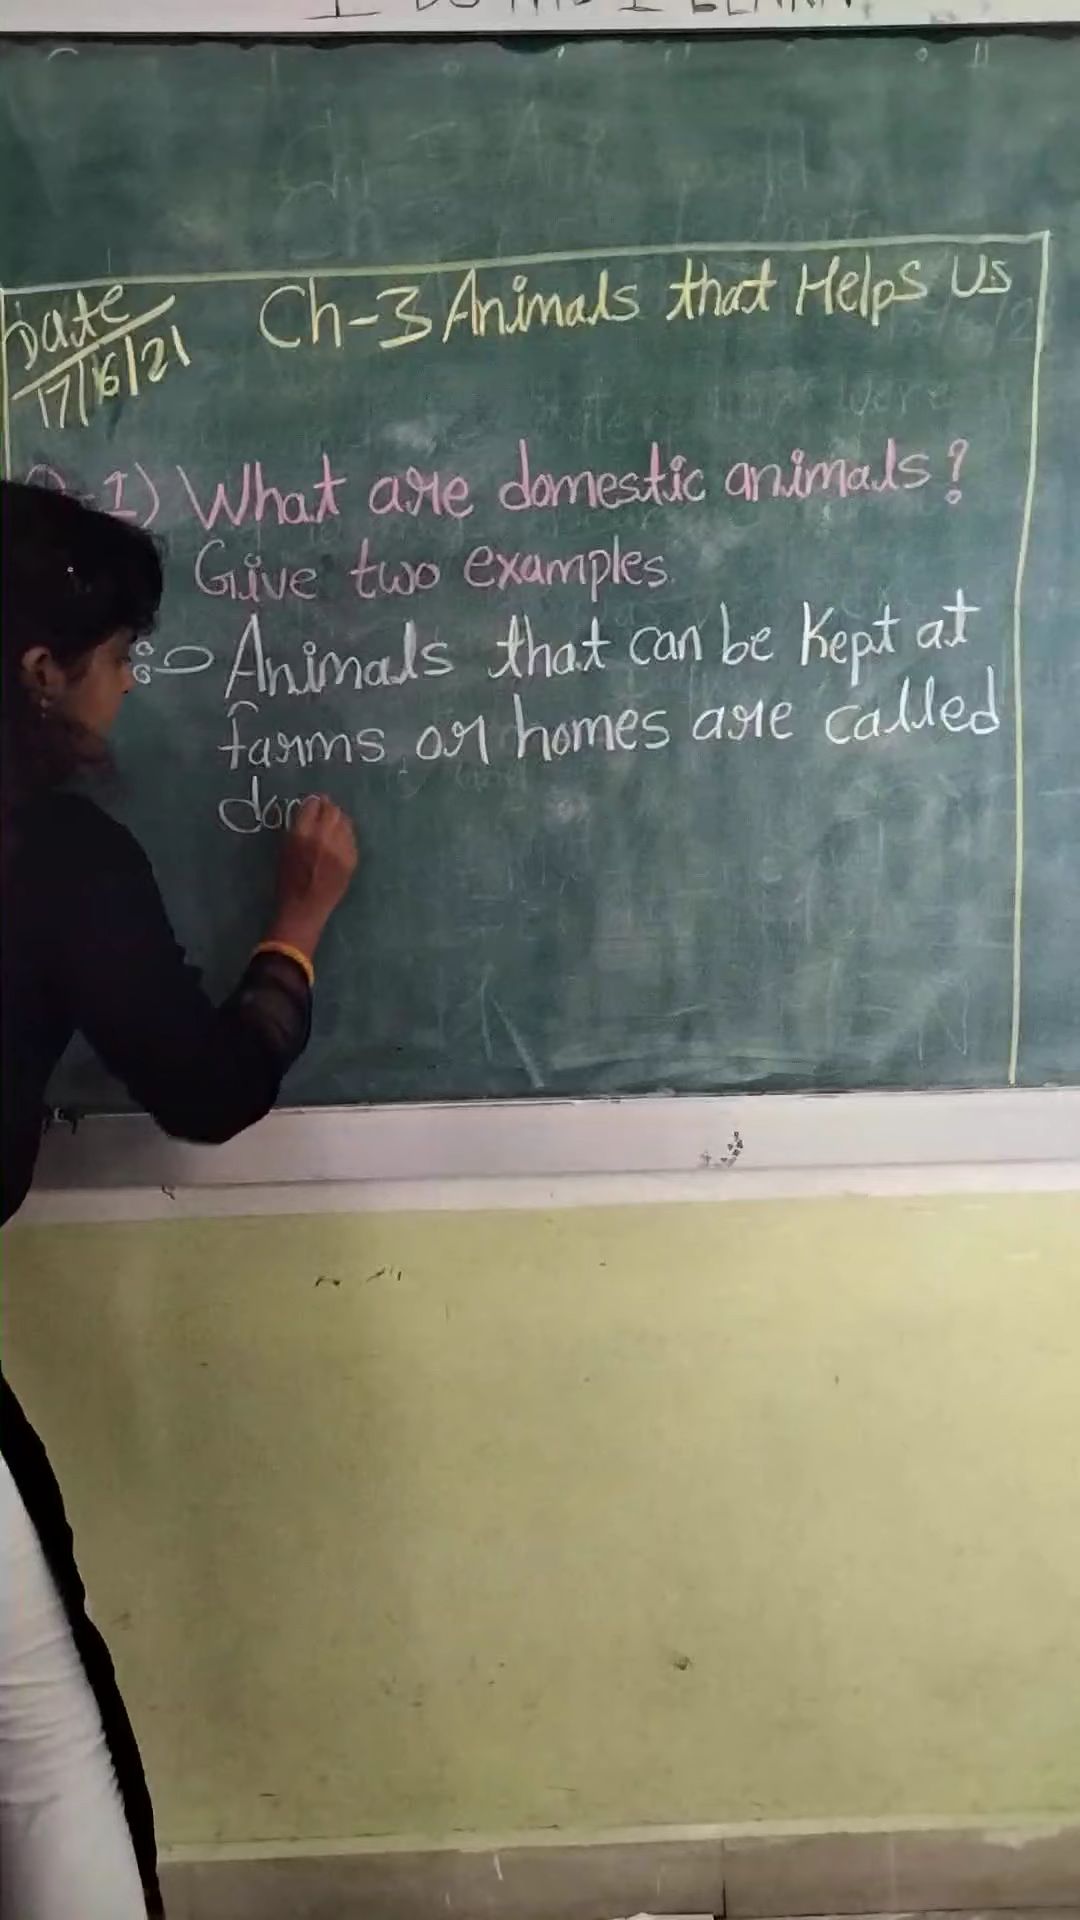 Date
17/16/21
Ch-3 Animals that Helps Us
Q-1) What are domestic animals?
Give two examples.
Animals that can be kept at
farms or homes are called
dom